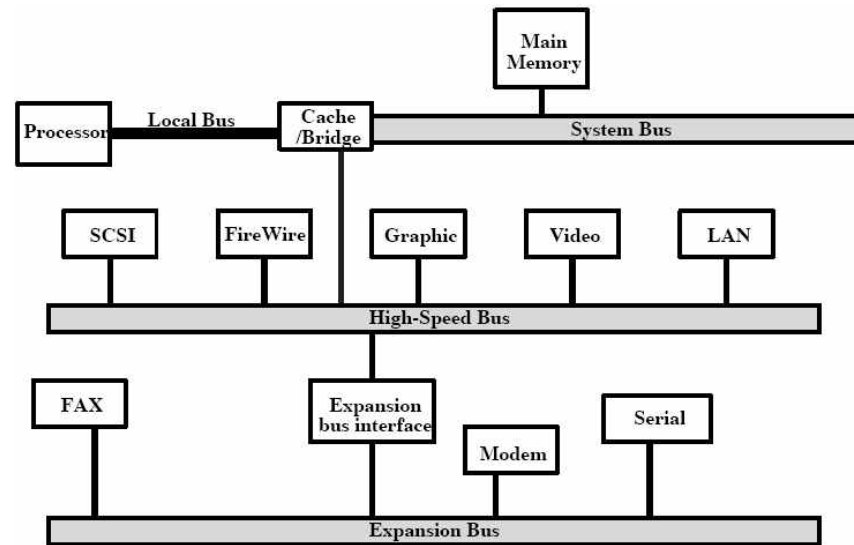 Main
Memory
Processor
Local Bus
Cache
/Bridge
System Bus
SCSI
FireWire
Graphic
Video
LAN
High-Speed Bus
FAX
Expansion
bus interface
Modem
Serial
Expansion Bus